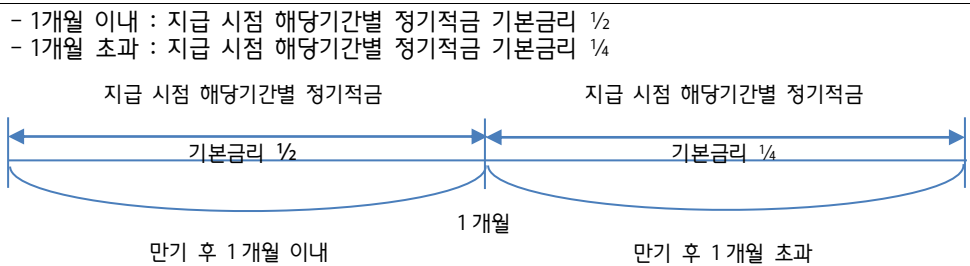 - 1개월 이내 : 지급 시점 해당기간별 정기적금 기본금리 ½
- 1개월 초과 : 지급 시점 해당기간별 정기적금 기본금리 ¼
지급 시점 해당기간별 정기적금 지급 시점 해당기간별 정기적금
기본금리 ½ 기본금리 ¼
1개월
만기 후 1개월 이내 만기 후 1개월 초과